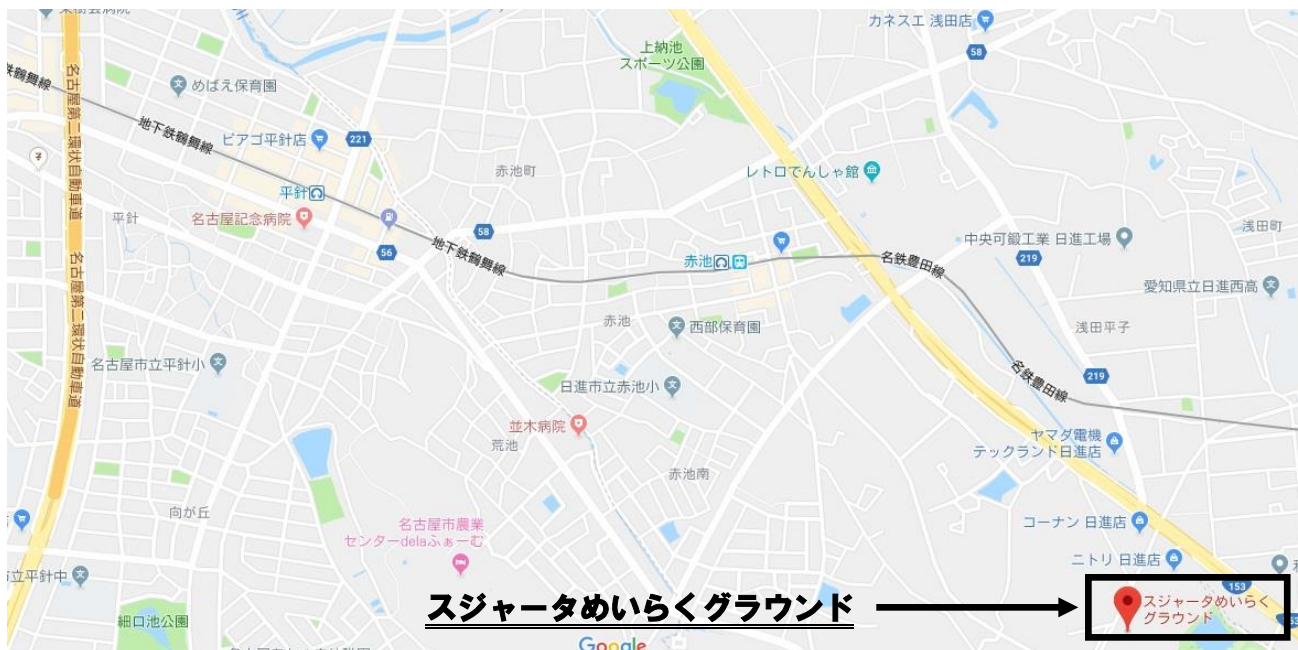 カネスエ 浅田店
58
上納池
スポーツ公園
鉄鶴舞線
名古屋第二環状自動車道
めばえ保育園
地下鉄鶴舞線
ピアゴ平針店
221
赤池町
レトロでんしゃ館
平針
名古屋記念病院
平針
58
浅田町
中央可鍛工業 日進工場
56
地下鉄鶴舞線
赤池
名鉄豊田線
219
名古屋第二環状自動車道
愛知県立日進西高
赤池
西部保育園
浅田平子
名古屋市立平針小
日進市立赤池小
名鉄豊田線
219
並木病院
荒池
ヤマダ電機
テックランド日進店
赤池南
向が丘
名古屋市農業
センターdelaふぁーむ
コーナン 日進店
ニトリ 日進店
立平針中
153
スジャータめいらくグラウンド
スジャータめいらく
グラウンド
細口池公園
Google